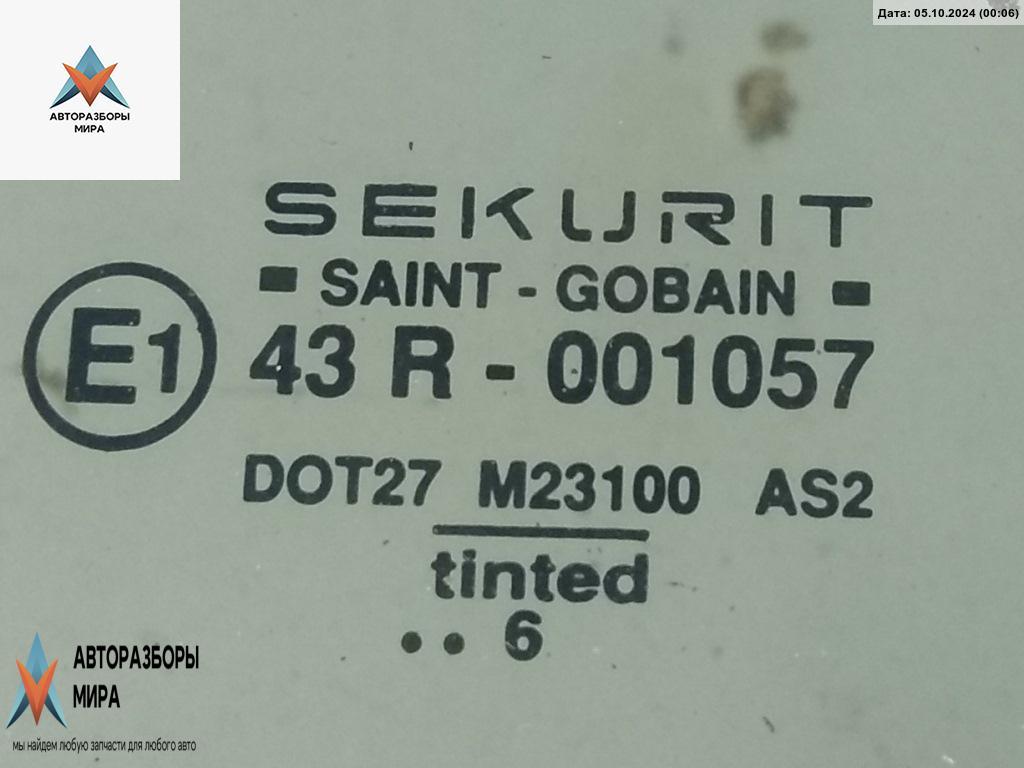 Дата: 05.10.2024 (00:06)
АВТОРАЗБОРЫ
МИРА
SEKURIT
SAINT - GOBAIN
E1
43 R - 001057
DOT27 M23100 AS2
tinted
.. 6
АВТОРАЗБОРЫ
МИРА
мы найдем любую запчасти для любого авто